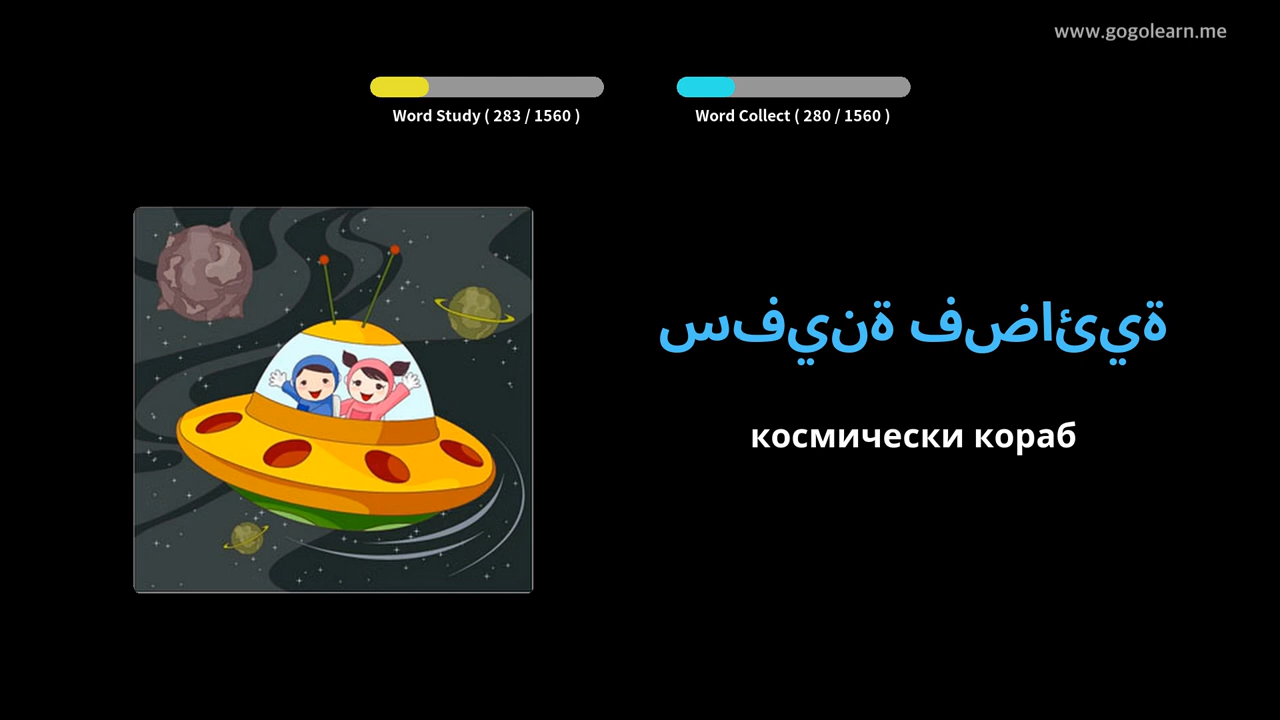 www.gogolearn.me
Word Study ( 283 / 1560 )
Word Collect ( 280 / 1560 )
سفينة فضائية
космически кораб